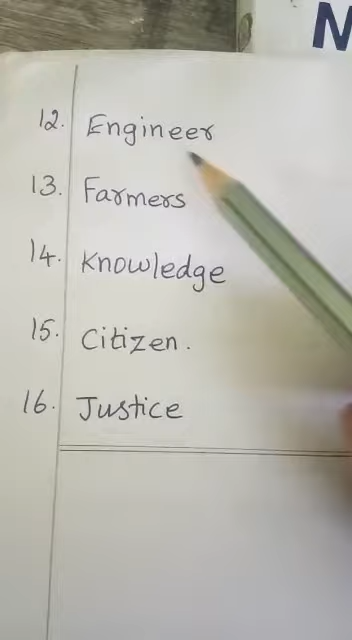 N
12. Engineer
13. Farmers
14. Knowledge
15. Citizen.
16. Justice